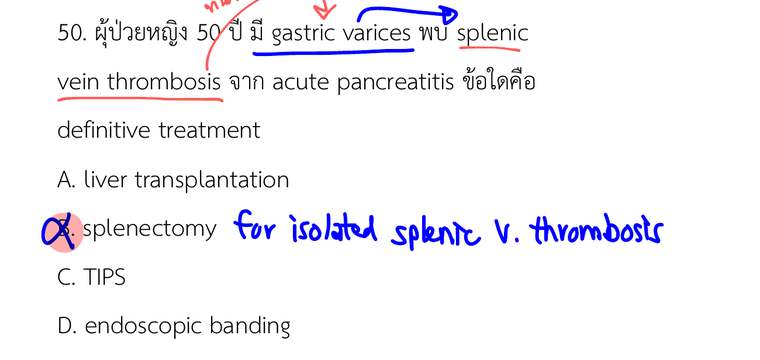 50. ผู้ป่วยหญิง 50 ปี มี gastric varices พบ splenic
vein thrombosis จาก acute pancreatitis ข้อใดคือ
definitive treatment
A. liver transplantation
B. splenectomy for isolated splenic v. thrombosis
C. TIPS
D. endoscopic banding